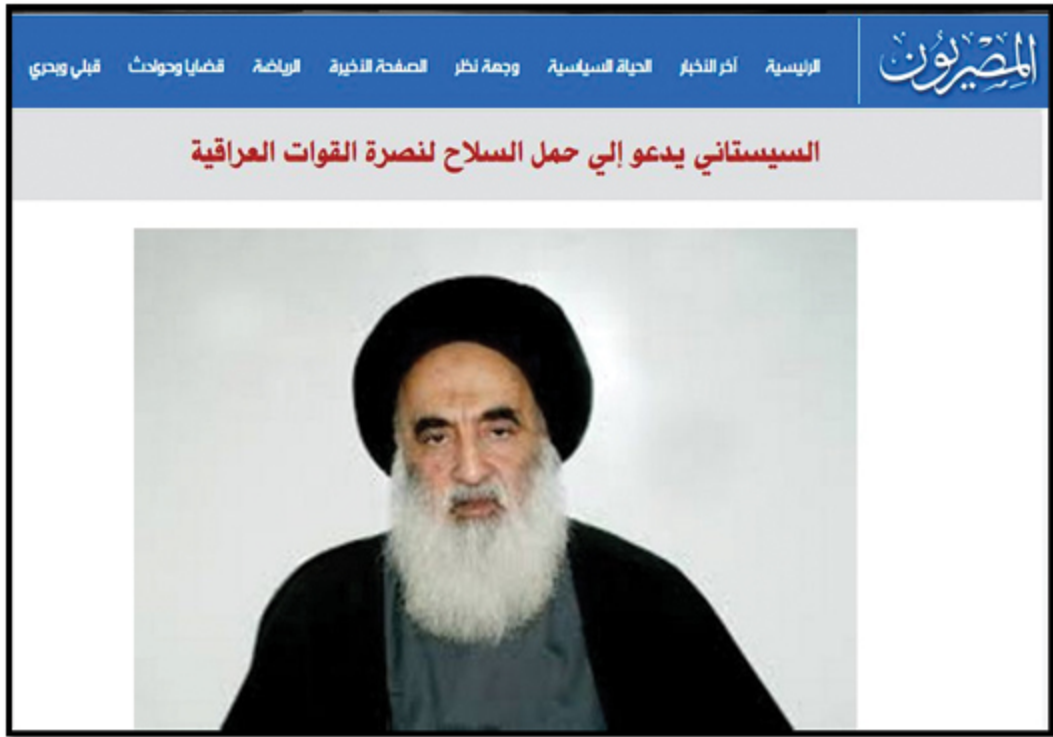 المصريون
الرئيسية آخر الأخبار الحياة السياسية وجهة نظر الصفحة الأخيرة الرياضة قضايا وحوادث قبلي وبحري
السيستاني يدعو إلي حمل السلاح لنصرة القوات العراقية